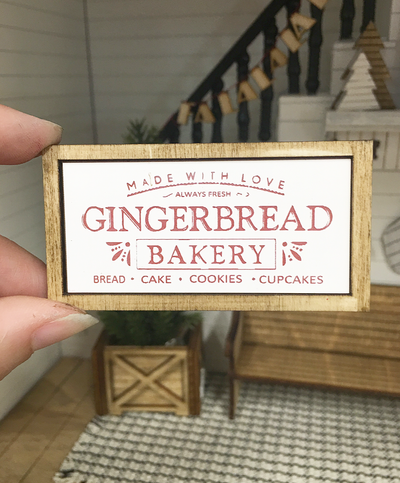 MADE WITH LOVE
ALWAYS FRESH
GINGERBREAD
BAKERY
BREAD • CAKE • COOKIES • CUPCAKES